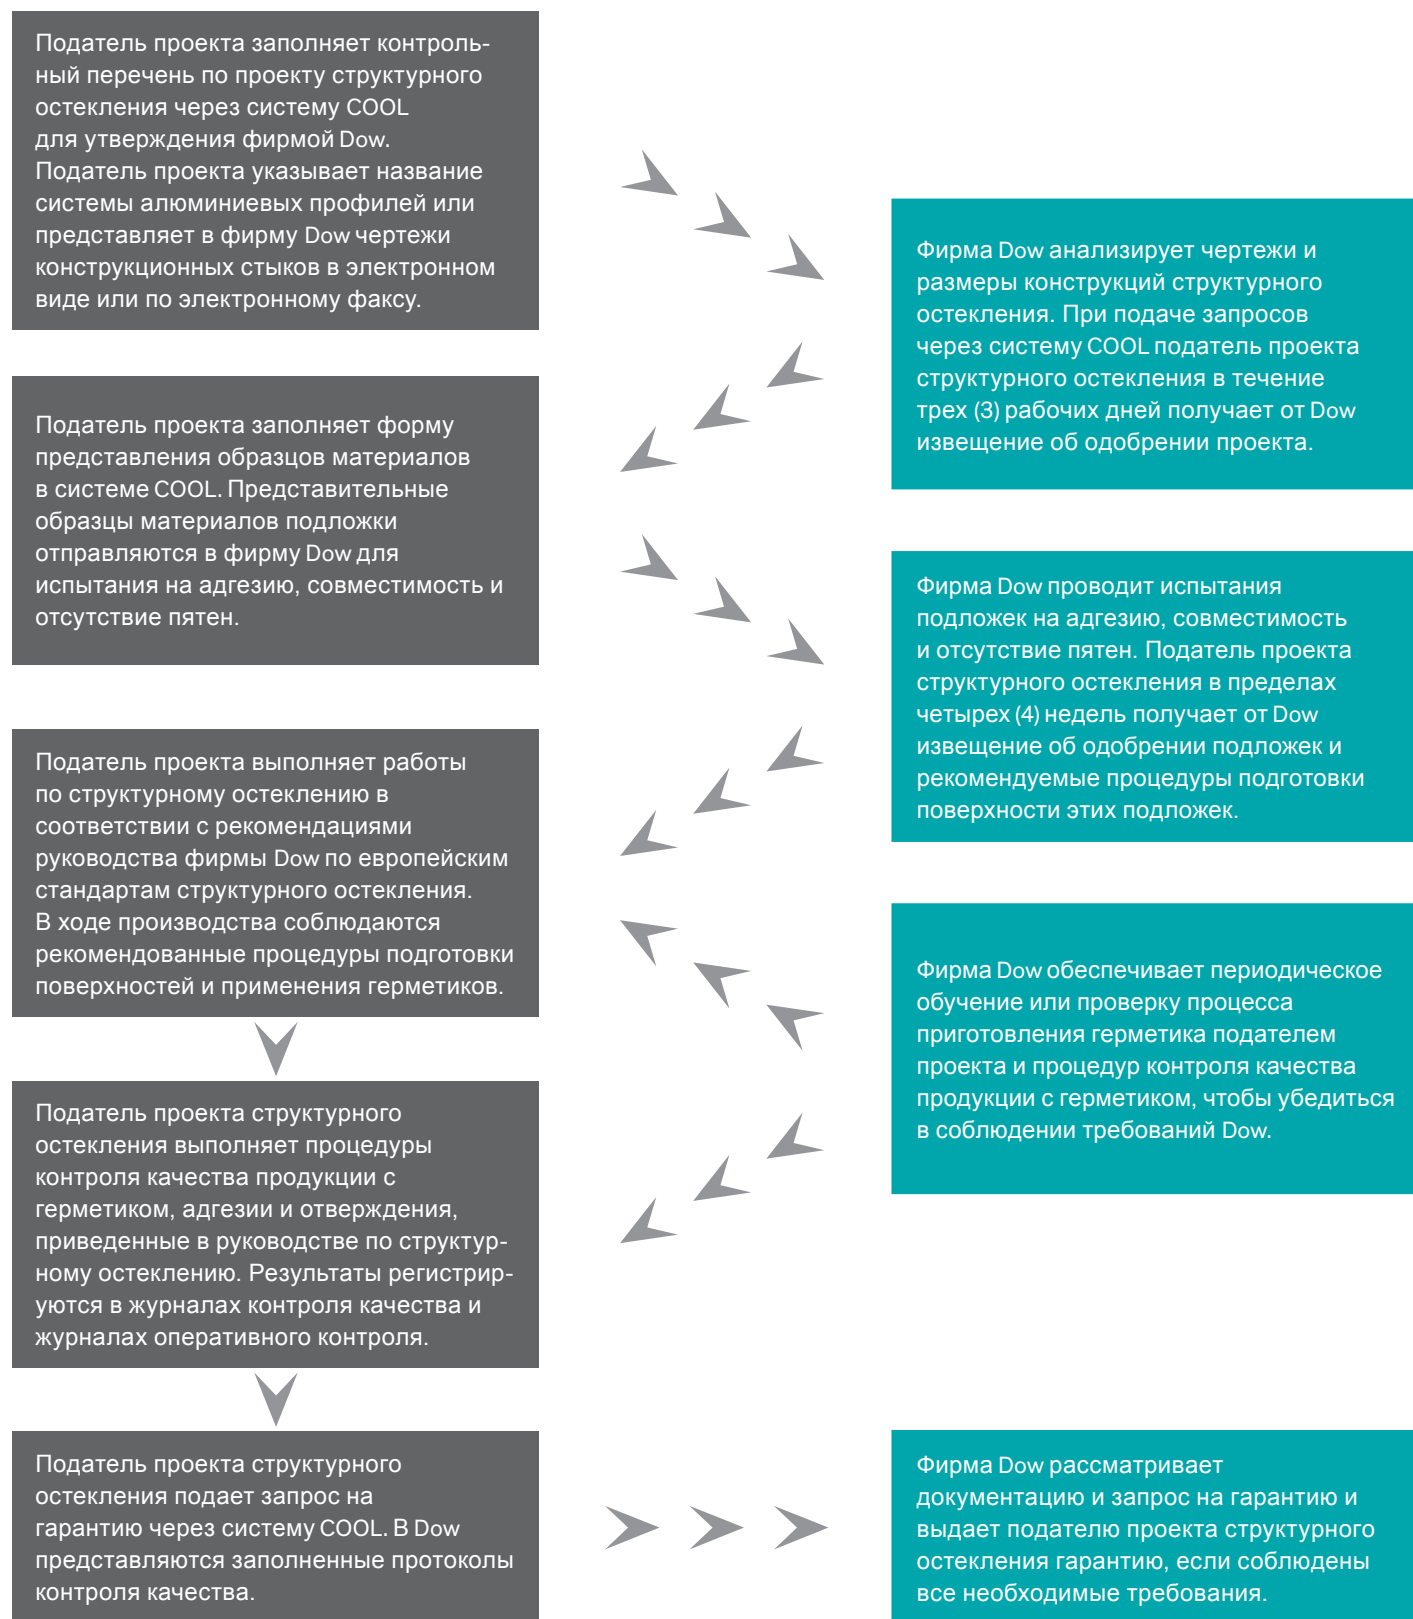 Податель проекта заполняет контроль-
ный перечень по проекту структурного
остекления через систему COOL
для утверждения фирмой Dow.
Податель проекта указывает название
системы алюминиевых профилей или
представляет в фирму Dow чертежи
конструкционных стыков в электронном
виде или по электронному факсу.
Фирма Dow анализирует чертежи и
размеры конструкций структурного
остекления. При подаче запросов
через систему COOL податель проекта
структурного остекления в течение
трех (3) рабочих дней получает от Dow
извещение об одобрении проекта.
Податель проекта заполняет форму
представления образцов материалов
в системе COOL. Представительные
образцы материалов подложки
отправляются в фирму Dow для
испытания на адгезию, совместимость и
отсутствие пятен.
Фирма Dow проводит испытания
подложек на адгезию, совместимость
и отсутствие пятен. Податель проекта
структурного остекления в пределах
четырех (4) недель получает от Dow
извещение об одобрении подложек и
рекомендуемые процедуры подготовки
поверхности этих подложек.
Податель проекта выполняет работы
по структурному остеклению в
соответствии с рекомендациями
руководства фирмы Dow по европейским
стандартам структурного остекления.
В ходе производства соблюдаются
рекомендованные процедуры подготовки
поверхностей и применения герметиков.
Фирма Dow обеспечивает периодическое
обучение или проверку процесса
приготовления герметика подателем
проекта и процедур контроля качества
продукции с герметиком, чтобы убедиться
в соблюдении требований Dow.
Податель проекта структурного
остекления выполняет процедуры
контроля качества продукции с
герметиком, адгезии и отверждения,
приведенные в руководстве по структур-
ному остеклению. Результаты регистрир-
уются в журналах контроля качества и
журналах оперативного контроля.
Податель проекта структурного
остекления подает запрос на
гарантию через систему COOL. В Dow
представляются заполненные протоколы
контроля качества.
Фирма Dow рассматривает
документацию и запрос на гарантию и
выдает подателю проекта структурного
остекления гарантию, если соблюдены
все необходимые требования.